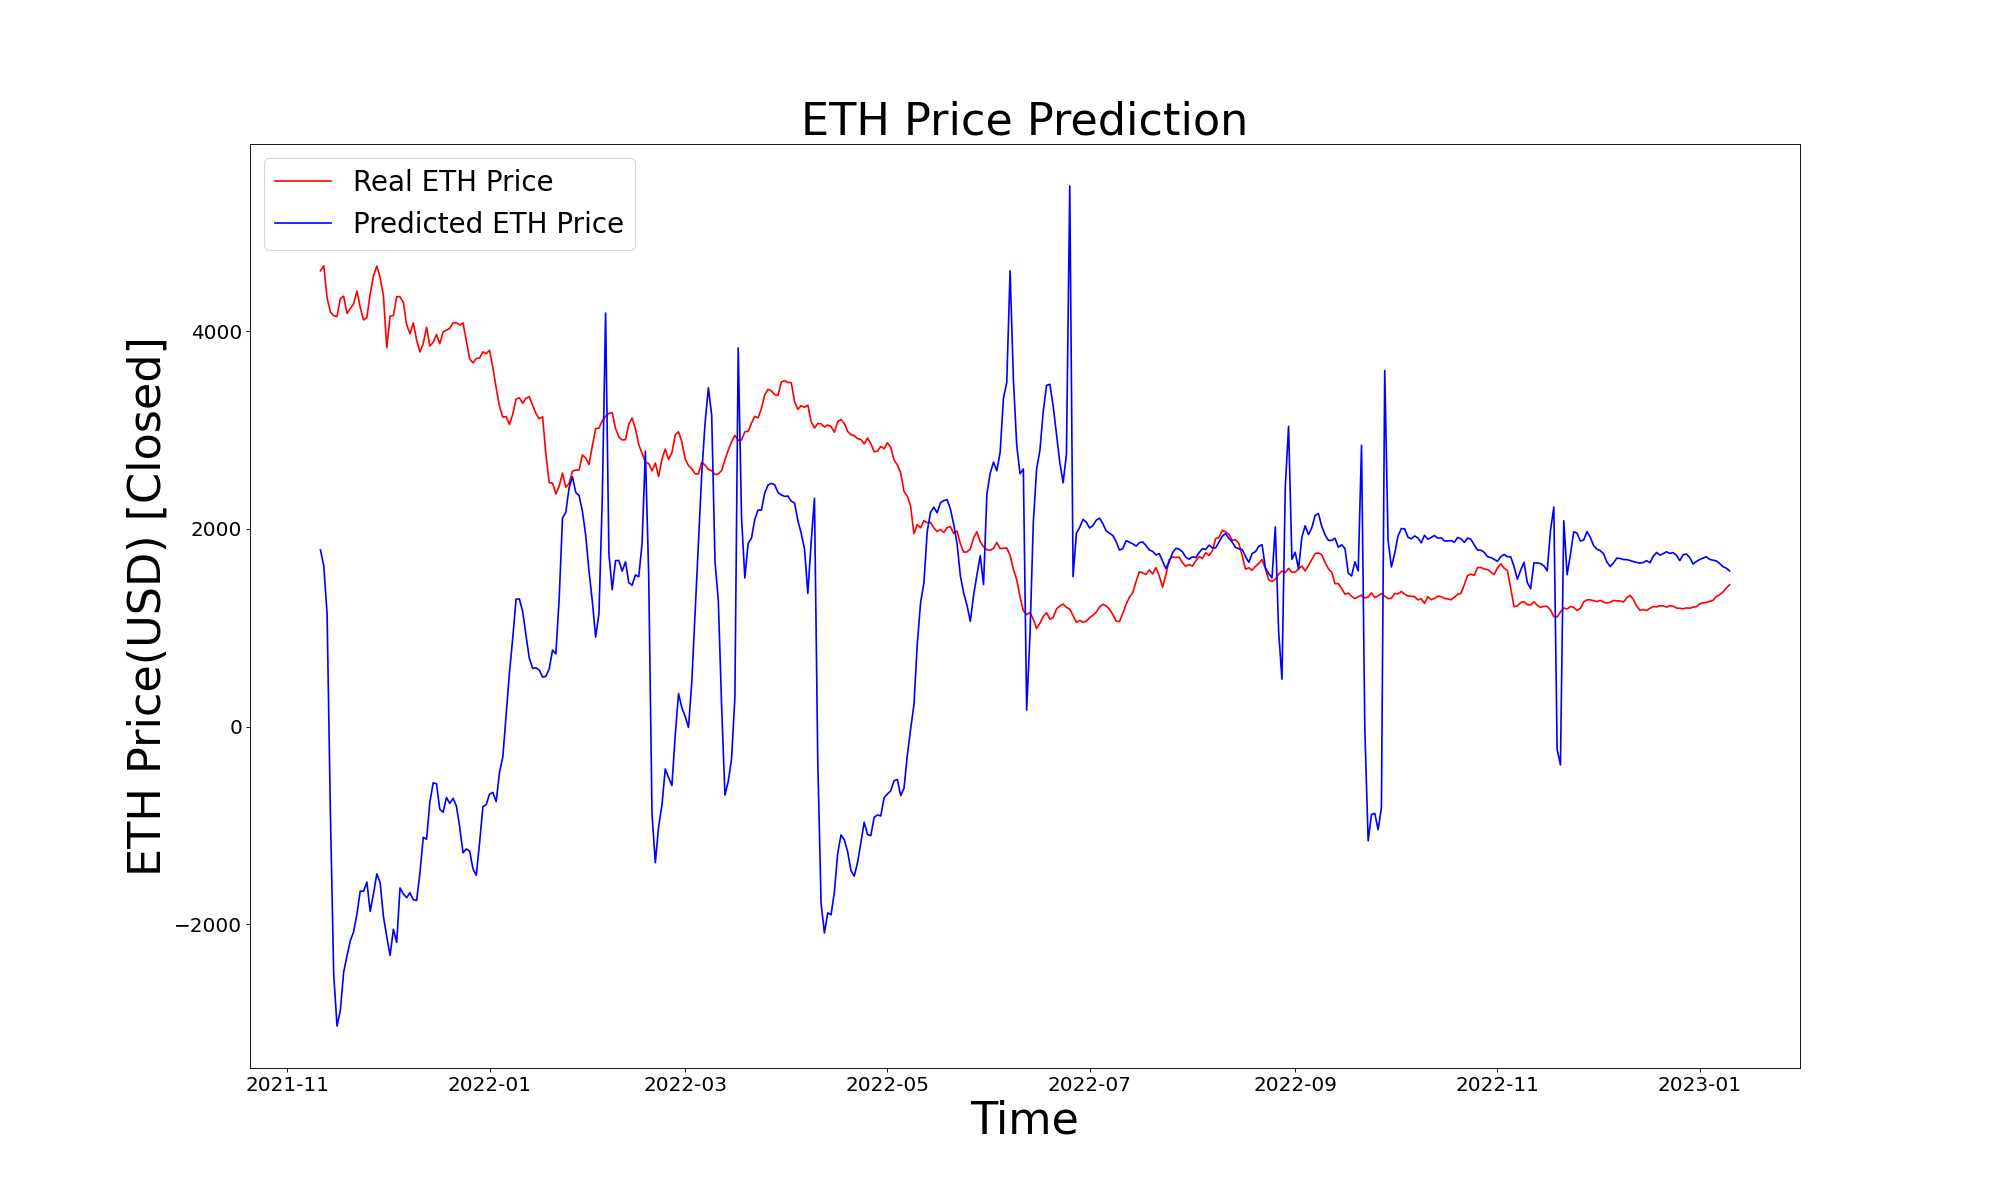 ETH Price Prediction
Real ETH Price
Predicted ETH Price
ETH Price(USD) [Closed]
4000
2000
0
−2000
2021-11 2022-01 2022-03 2022-05 2022-07 2022-09 2022-11 2023-01
Time